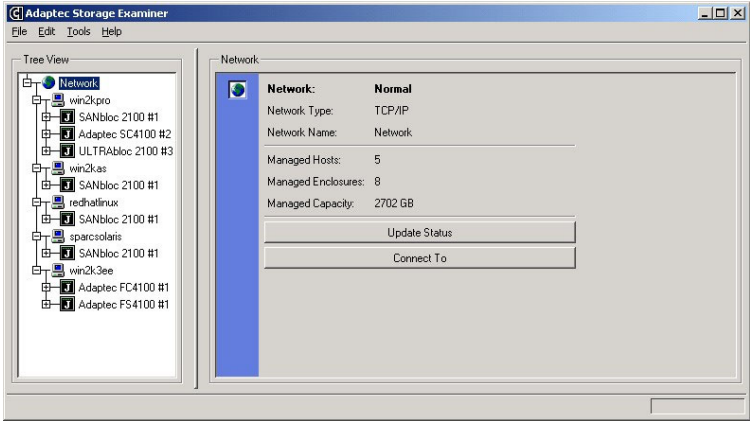 Adaptec Storage Examiner
File Edit Tools Help
Tree View
Network
win2kpro
SANbloc 2100 #1
Adaptec SC4100 #2
ULTRAbloc 2100 #3
win2kas
SANbloc 2100 #1
redhatlinux
SANbloc 2100 #1
sparcsolaris
SANbloc 2100 #1
win2k3ee
Adaptec FC4100 #1
Adaptec FS4100 #1
Network
Network: Normal
Network Type: TCP/IP
Network Name: Network
Managed Hosts: 5
Managed Enclosures: 8
Managed Capacity: 2702 GB
Update Status
Connect To